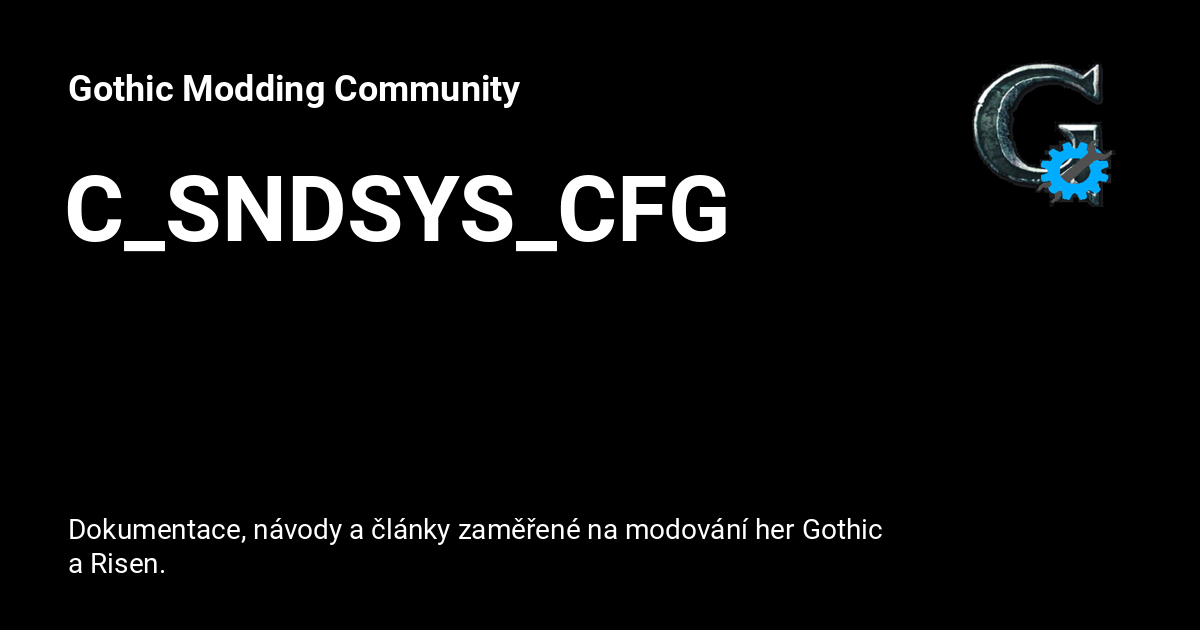 Gothic Modding Community
C_SNDSYS_CFG
Dokumentace, návody a články zaměřené na modování her Gothic
a Risen.